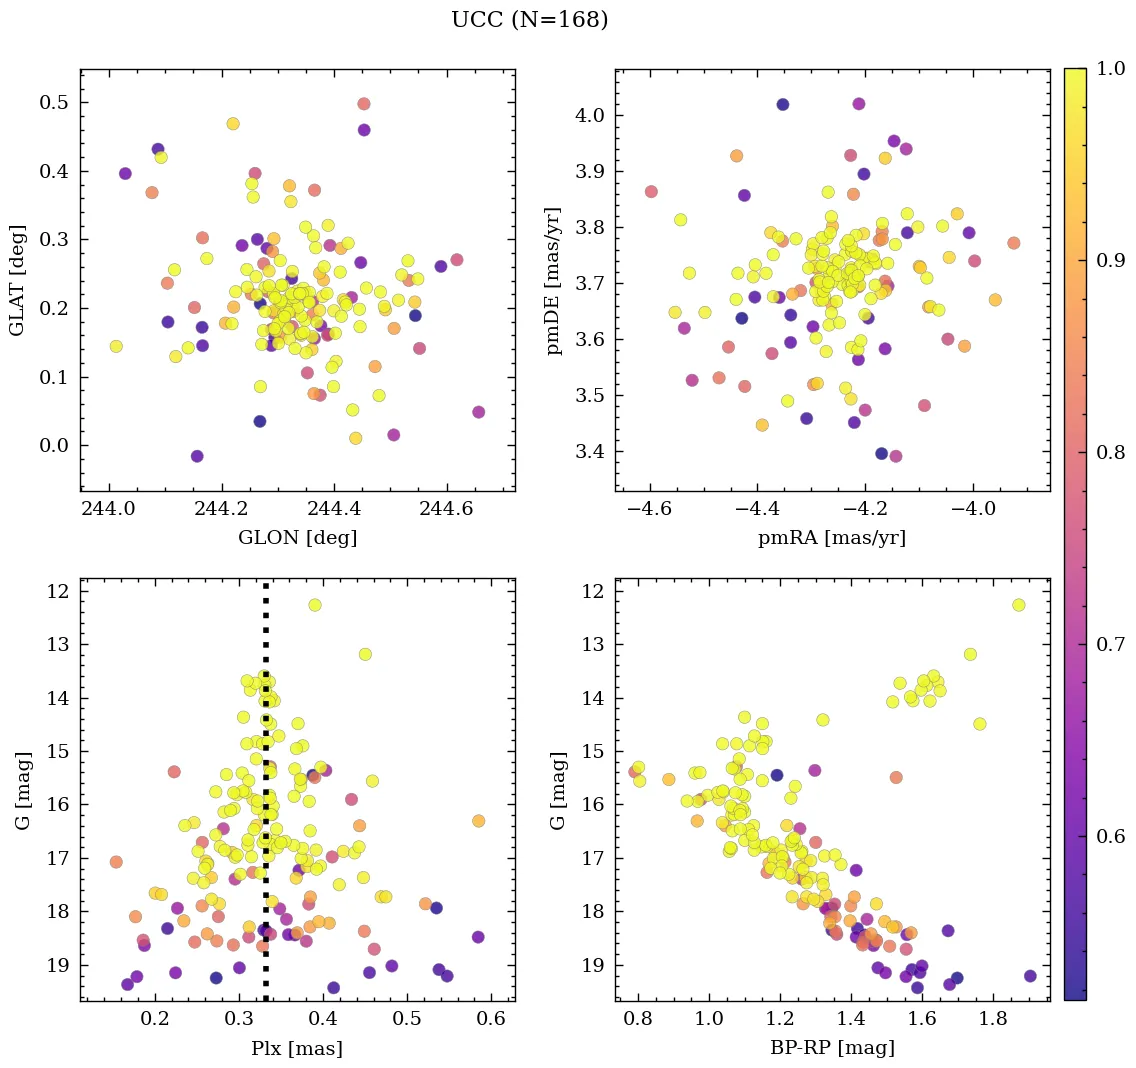 UCC (N=168)
0.5
0.4
0.3
0.2
0.1
0.0
GLAT [deg]
244.0 244.2 244.4 244.6
GLON [deg]
4.0
3.9
3.8
3.7
3.6
3.5
3.4
pmDE [mas/yr]
−4.6 −4.4 −4.2 −4.0
pmRA [mas/yr]
1.0
0.9
0.8
0.7
0.6
12
13
14
15
16
17
18
19
G [mag]
0.2 0.3 0.4 0.5 0.6
Plx [mas]
12
13
14
15
16
17
18
19
G [mag]
0.8 1.0 1.2 1.4 1.6 1.8
BP-RP [mag]